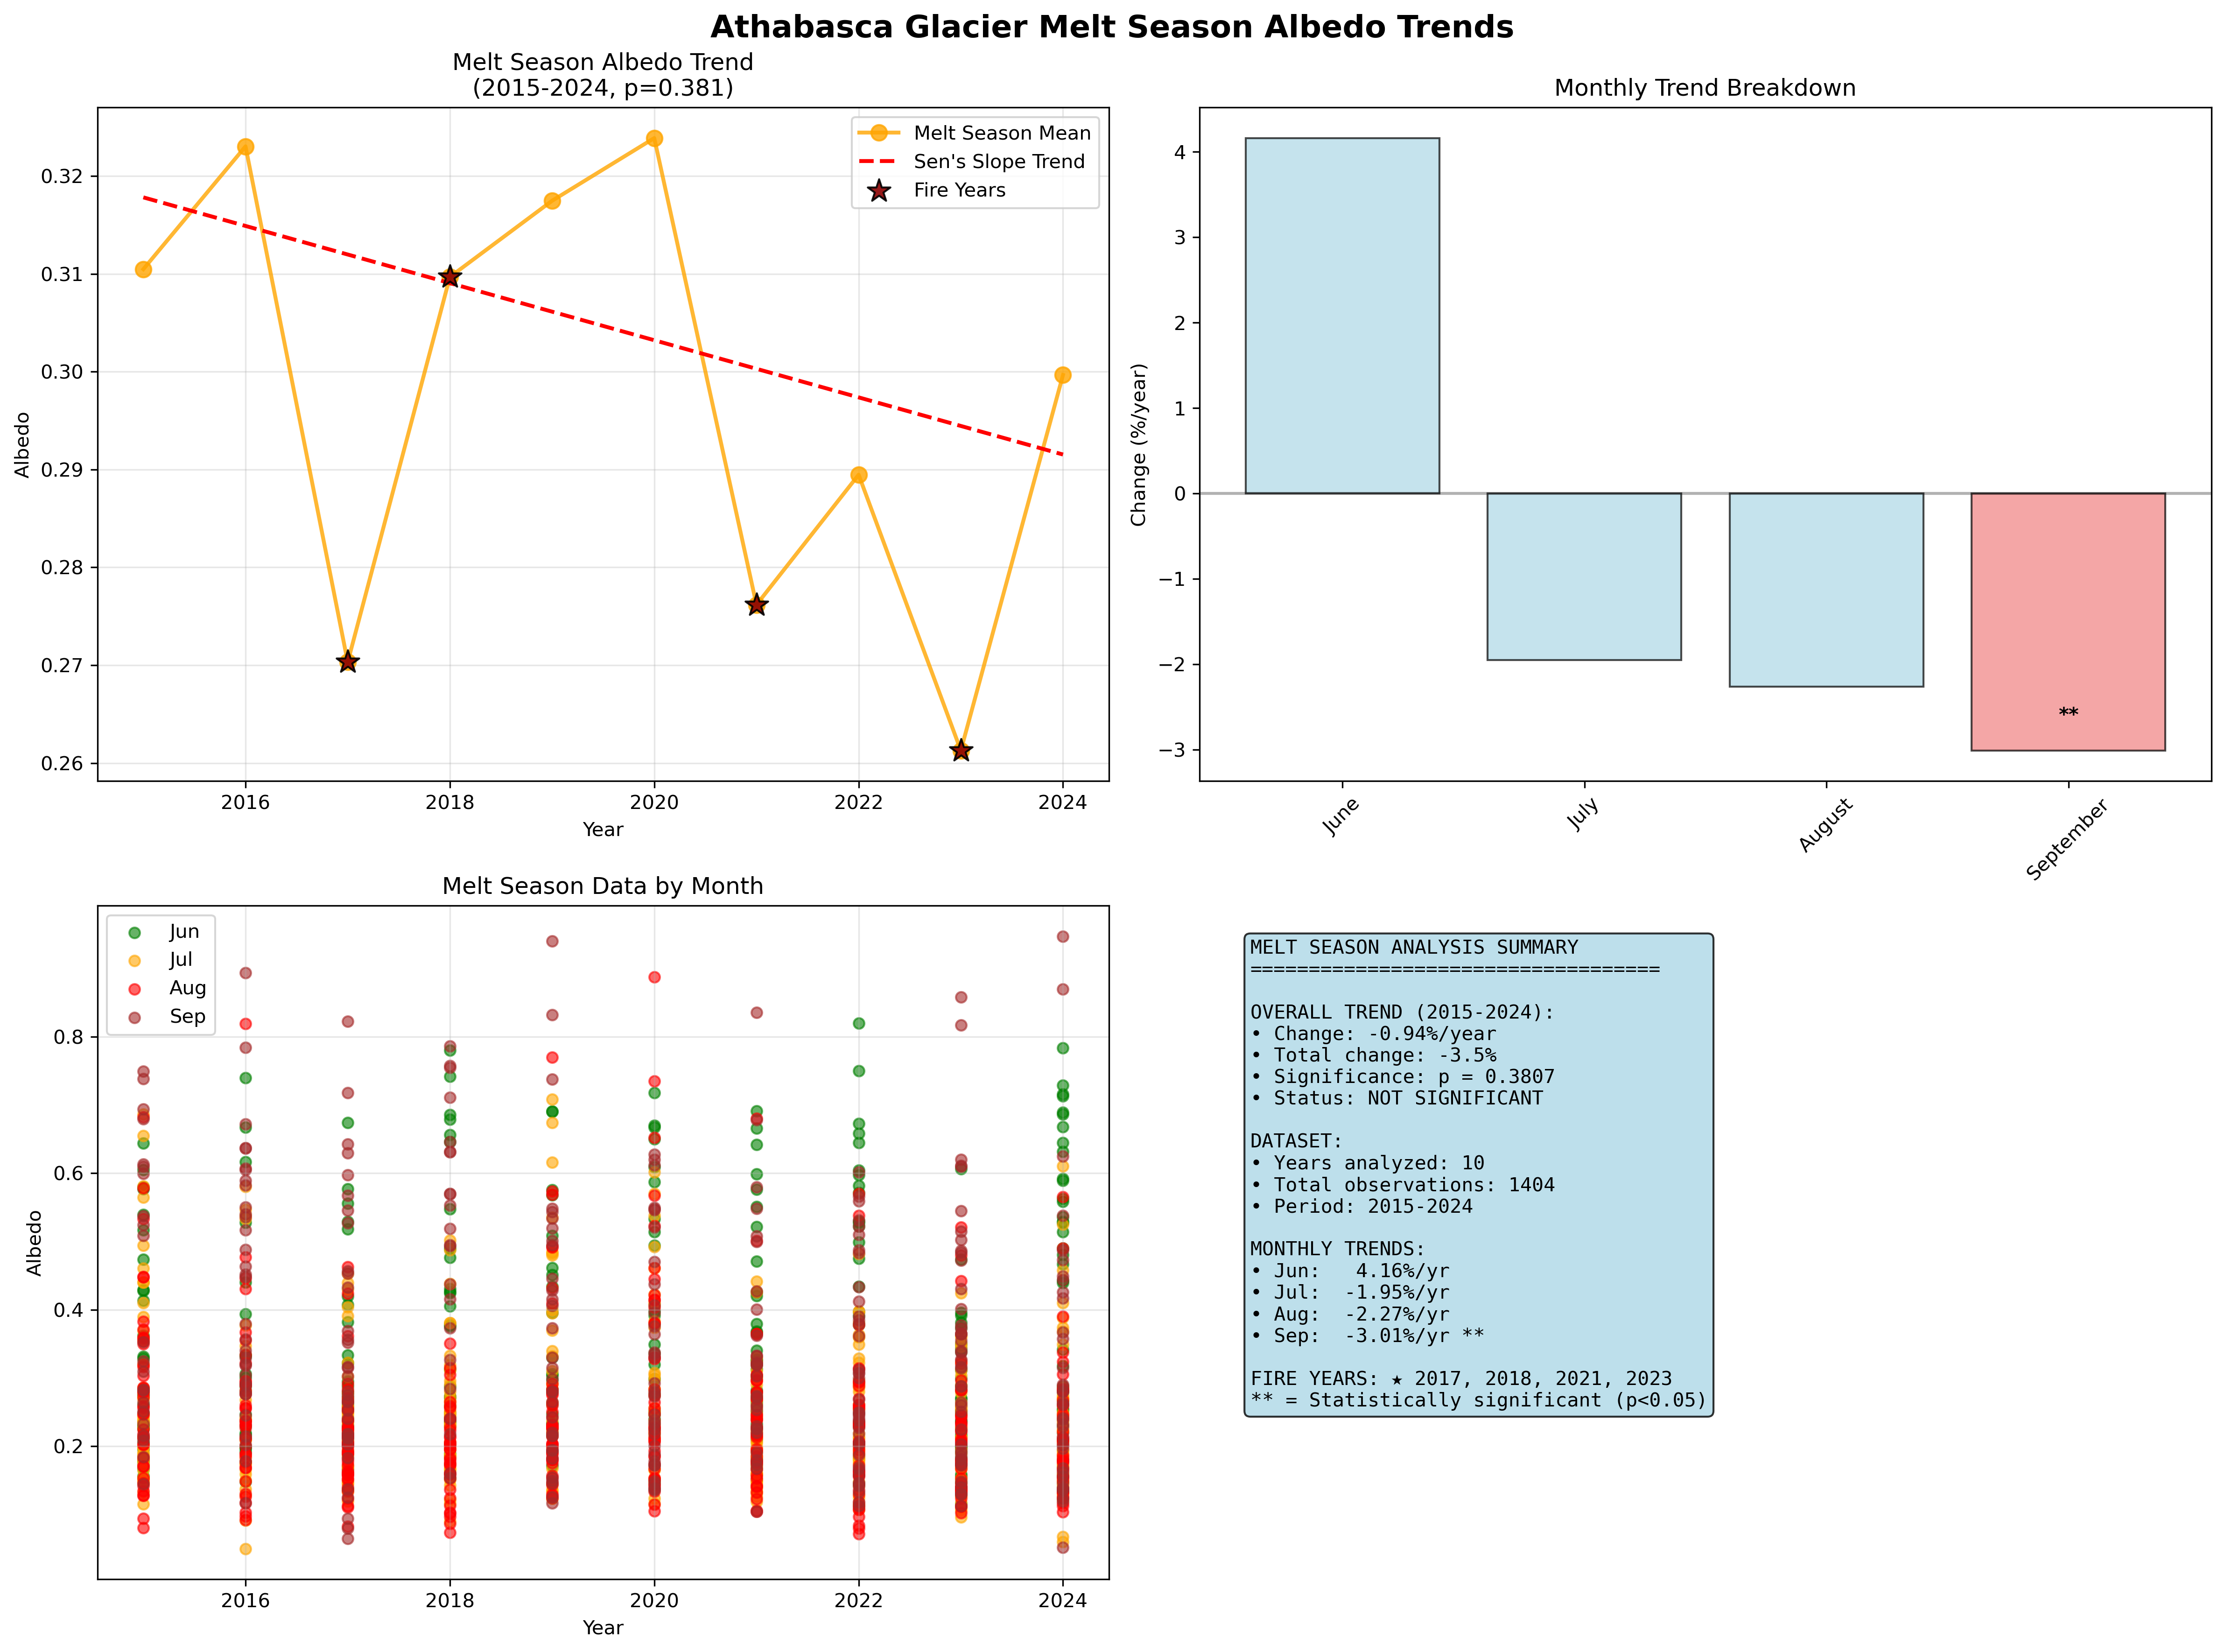 Athabasca Glacier Melt Season Albedo Trends
Melt Season Albedo Trend
(2015-2024, p=0.381)
Albedo
0.32
0.31
0.30
0.29
0.28
0.27
0.26
2016
2018
2020
2022
2024
Year
Melt Season Mean
Sen's Slope Trend
Fire Years
Monthly Trend Breakdown
Change (%/year)
4
3
2
1
0
−1
−2
−3
**
June
July
August
September
Melt Season Data by Month
Jun
Jul
Aug
Sep
Albedo
0.8
0.6
0.4
0.2
2016
2018
2020
2022
2024
Year
MELT SEASON ANALYSIS SUMMARY
===================================
OVERALL TREND (2015-2024):
• Change: -0.94%/year
• Total change: -3.5%
• Significance: p = 0.3807
• Status: NOT SIGNIFICANT
DATASET:
• Years analyzed: 10
• Total observations: 1404
• Period: 2015-2024
MONTHLY TRENDS:
• Jun:   4.16%/yr
• Jul:  -1.95%/yr
• Aug:  -2.27%/yr
• Sep:  -3.01%/yr **
FIRE YEARS: ★ 2017, 2018, 2021, 2023
** = Statistically significant (p<0.05)